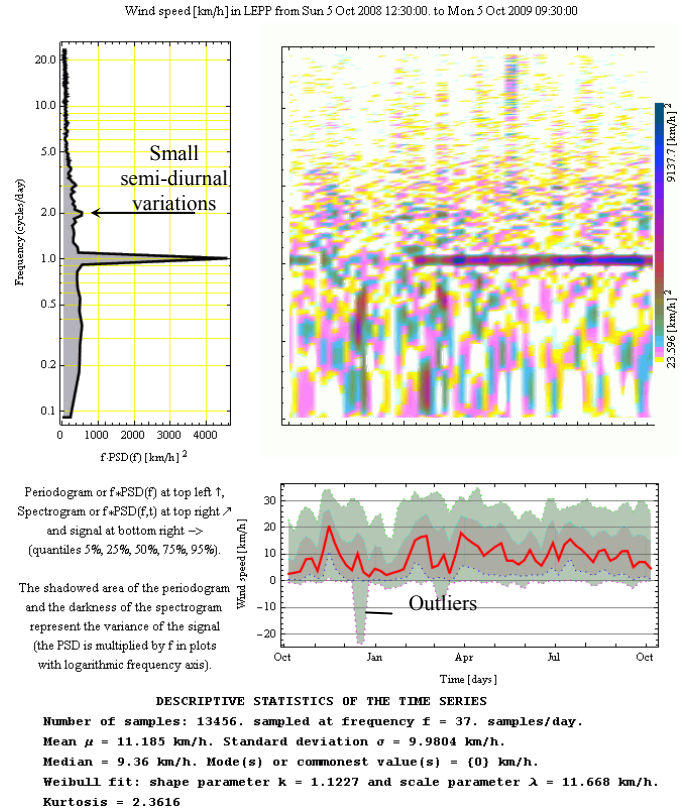 Wind speed [km/h] in LEPP from Sun 5 Oct 2008 12:30:00. to Mon 5 Oct 2009 09:30:00
20.0
10.0
5.0
2.0
1.0
0.5
0.2
0.1
Frequency (cycles/day)
Small
semi-diurnal
variations
0
1000
2000
3000
4000
f·PSD(f) [km/h] 2
23.596 [km/h] 2
9137.7 [km/h] 2
Periodogram or f*PSD(f) at top left ↑,
Spectrogram or f*PSD(f,t) at top right ↗
and signal at bottom right –>
(quantiles 5%, 25%, 50%, 75%, 95%).
The shadowed area of the periodogram
and the darkness of the spectrogram
represent the variance of the signal
(the PSD is multiplied by f in plots
with logarithmic frequency axis).
Wind speed [km/h]
30
20
10
0
−10
−20
Outliers
Oct
Jan
Apr
Jul
Oct
Time [days]
DESCRIPTIVE STATISTICS OF THE TIME SERIES
Number of samples: 13456. sampled at frequency f = 37. samples/day.
Mean μ = 11.185 km/h. Standard deviation σ = 9.9804 km/h.
Median = 9.36 km/h. Mode(s) or commonest value(s) = {0} km/h.
Weibull fit: shape parameter k = 1.1227 and scale parameter λ = 11.668 km/h.
Kurtosis = 2.3616